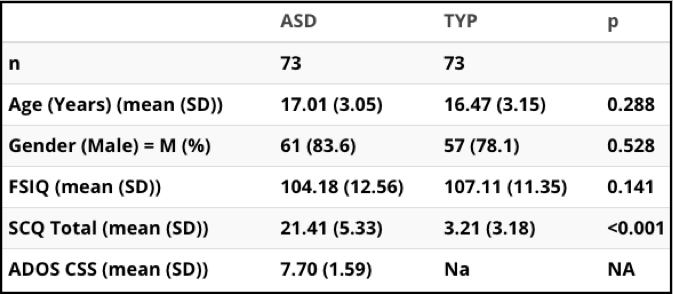 ASD TYP p
n 73 73
Age (Years) (mean (SD)) 17.01 (3.05) 16.47 (3.15) 0.288
Gender (Male) = M (%) 61 (83.6) 57 (78.1) 0.528
FSIQ (mean (SD)) 104.18 (12.56) 107.11 (11.35) 0.141
SCQ Total (mean (SD)) 21.41 (5.33) 3.21 (3.18) <0.001
ADOS CSS (mean (SD)) 7.70 (1.59) Na NA